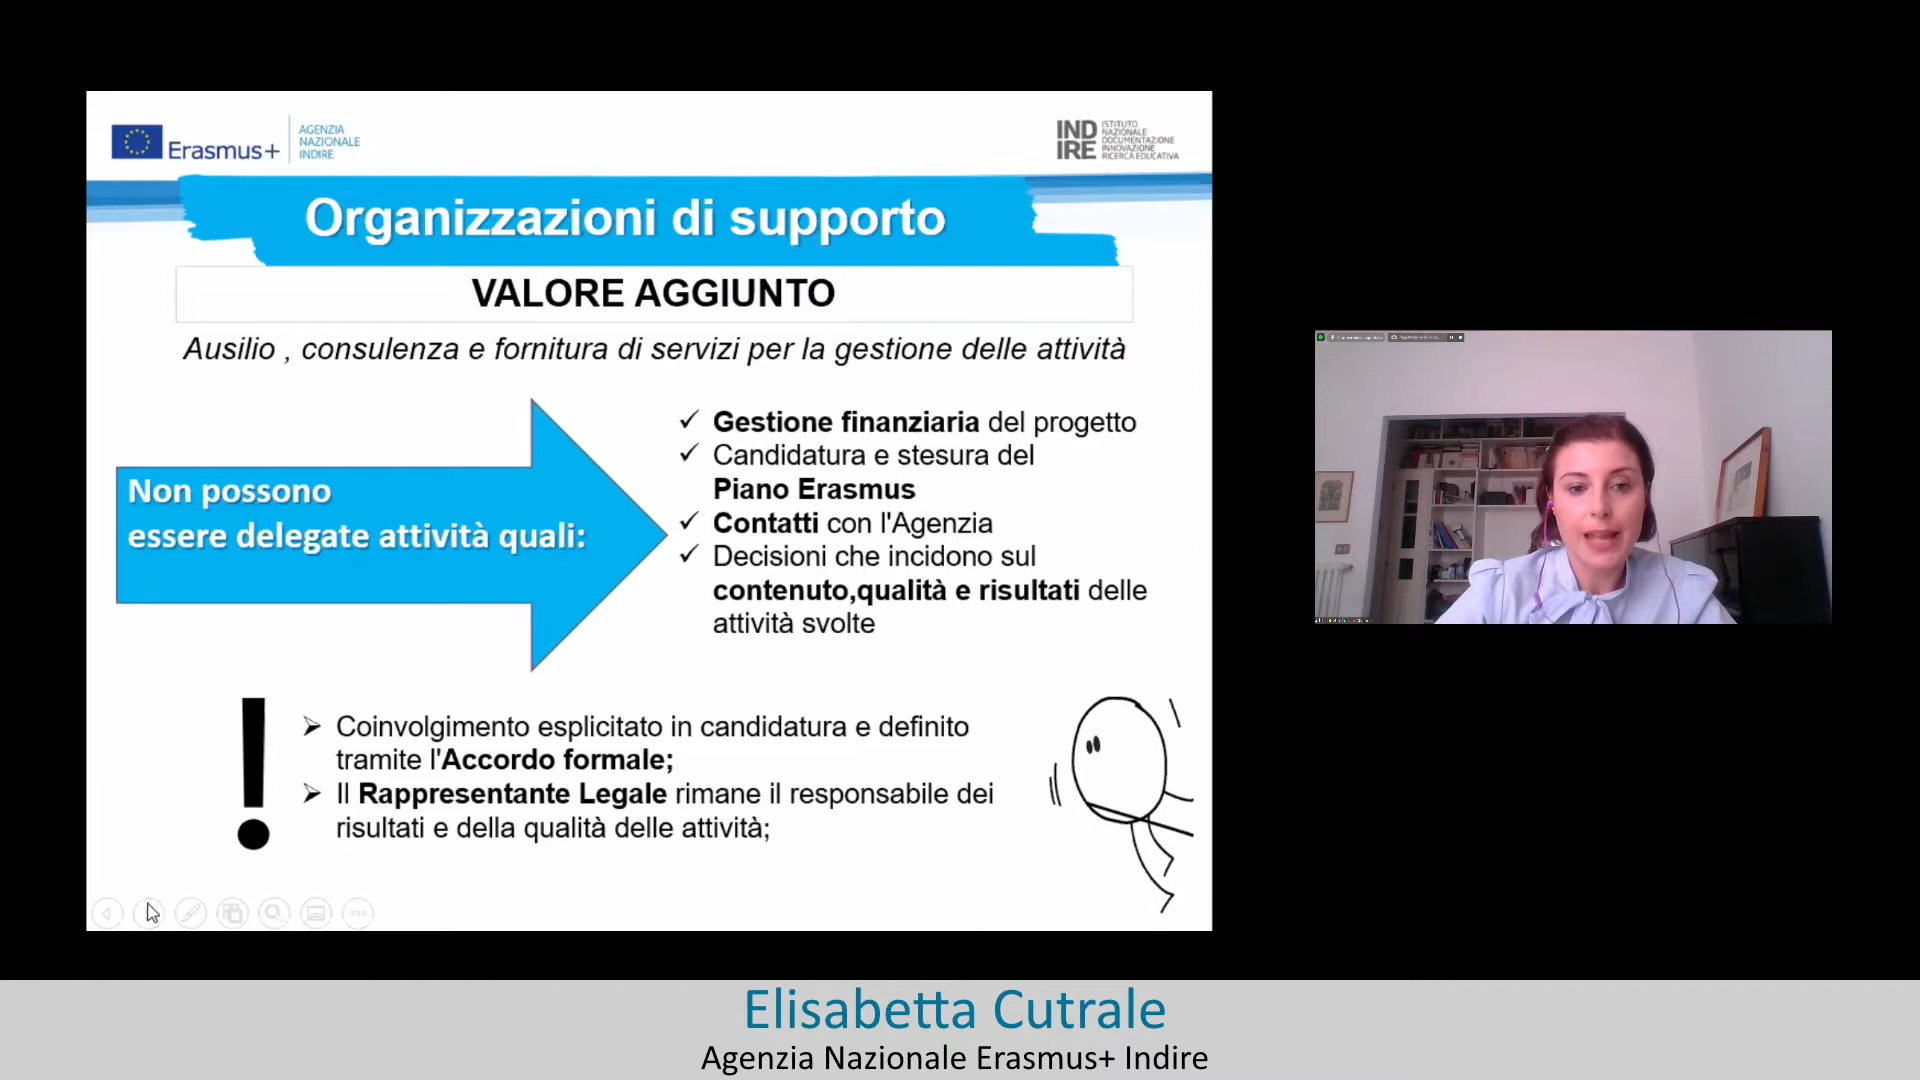 Erasmus+
AGENZIA
NAZIONALE
INDIRE
IND
IRE
ISTITUTO
NAZIONALE
DOCUMENTAZIONE
INNOVAZIONE
RICERCA EDUCATIVA
Organizzazioni di supporto
VALORE AGGIUNTO
Ausilio , consulenza e fornitura di servizi per la gestione delle attività
Non possono
essere delegate attività quali:
✓ Gestione finanziaria del progetto
✓ Candidatura e stesura del
Piano Erasmus
✓ Contatti con l'Agenzia
✓ Decisioni che incidono sul
contenuto,qualità e risultati delle
attività svolte
!
➢ Coinvolgimento esplicitato in candidatura e definito
tramite l'Accordo formale;
➢ Il Rappresentante Legale rimane il responsabile dei
risultati e della qualità delle attività;
Elisabetta Cutrale
Agenzia Nazionale Erasmus+ Indire